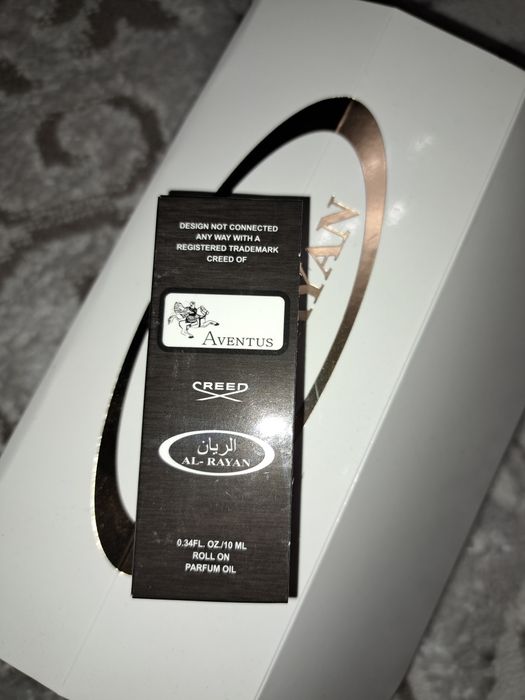 DESIGN NOT CONNECTED
ANY WAY WITH A
REGISTERED TRADEMARK
CREED OF
AVENTUS
CREED
الريان
AL-RAYAN
0.34FL. OZ./10 ML
ROLL ON
PARFUM OIL
YAN